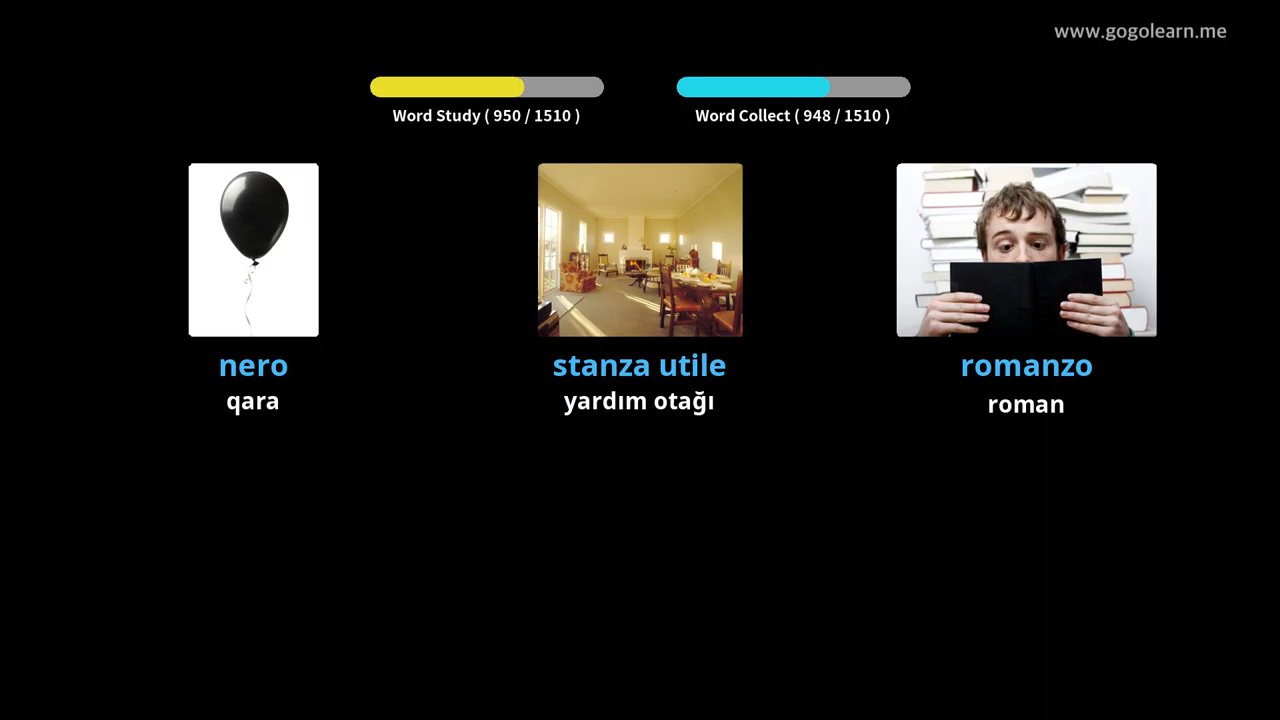 www.gogolearn.me
Word Study ( 950 / 1510 )
Word Collect ( 948 / 1510 )
nero
qara
stanza utile
yardım otağı
romanzo
roman